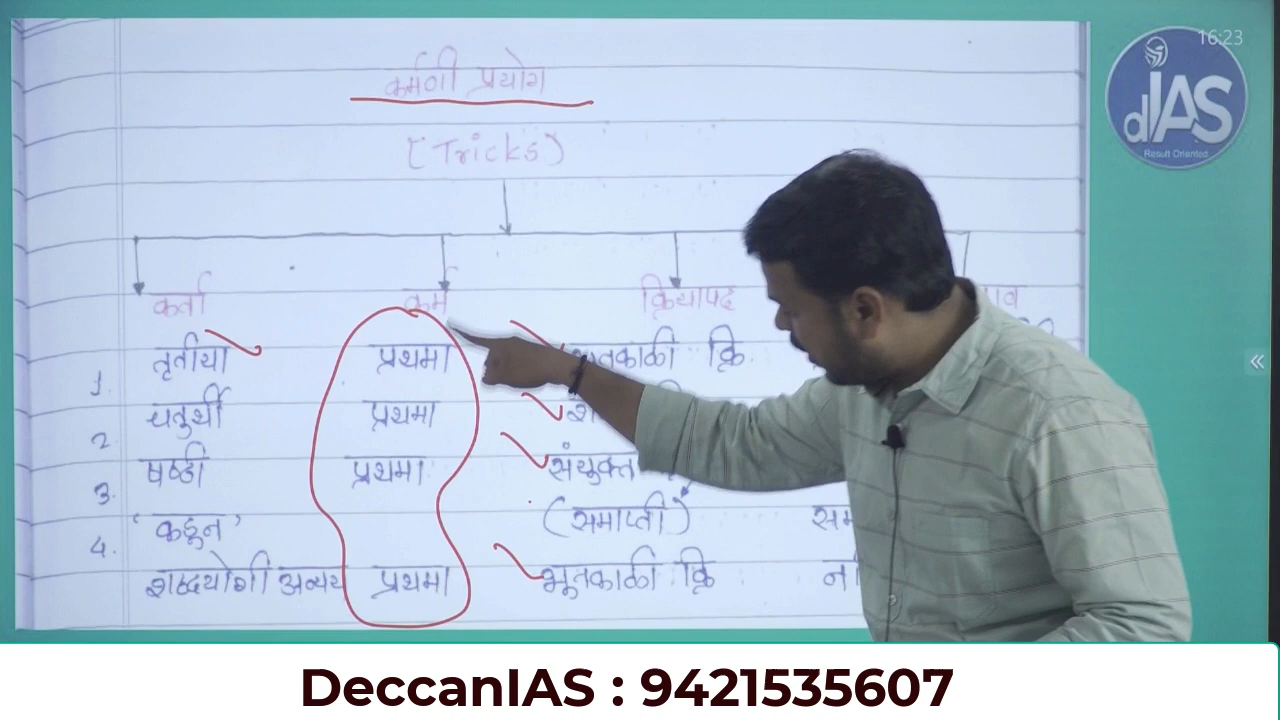 16:23
dIAS
Result Oriented
कर्मणी प्रयोग
(Tricks)
कर्ता कर्म क्रियापद
1. तृतीया प्रथमा भूतकाळी क्रि.
2. चतुर्थी प्रथमा
3. षष्ठी प्रथमा संयुक्त
4. 'कडून' (समाप्ती)
शब्दयोगी अव्यय प्रथमा भूतकाळी क्रि
DeccanIAS : 9421535607